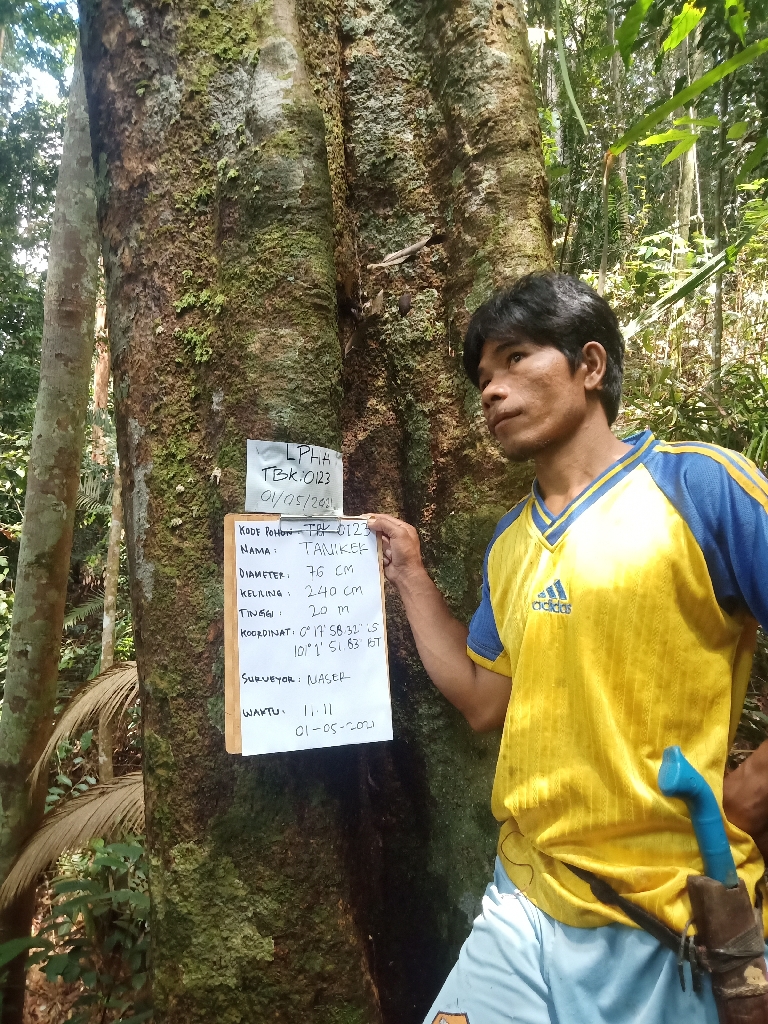 LPHA
TBK.0123
01/05/2021
KODE POHON: TBK 0123
NAMA: TANIKEK
DIAMETER: 76 cm
KELILING: 240 cm
TINGGI: 20 m
KOORDINAT: 0° 17' 58.32" LS
101° 1' 51.83" BT
SURVEYOR: NASER
WAKTU: 11.11
01-05-2021
adidas